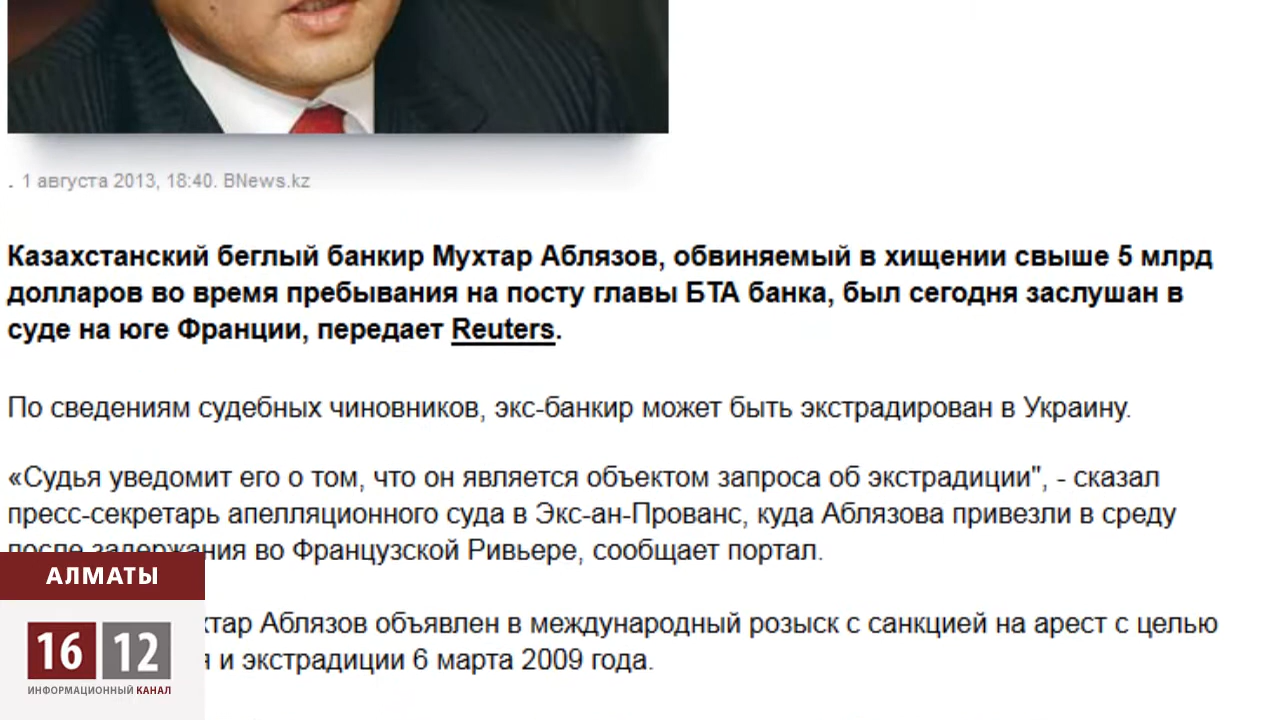 . 1 августа 2013, 18:40. BNews.kz
Казахстанский беглый банкир Мухтар Аблязов, обвиняемый в хищении свыше 5 млрд
долларов во время пребывания на посту главы БТА банка, был сегодня заслушан в
суде на юге Франции, передает Reuters.
По сведениям судебных чиновников, экс-банкир может быть экстрадирован в Украину.
«Судья уведомит его о том, что он является объектом запроса об экстрадиции", - сказал
пресс-секретарь апелляционного суда в Экс-ан-Прованс, куда Аблязова привезли в среду
после задержания во Французской Ривьере, сообщает портал.
Аблязов объявлен в международный розыск с санкцией на арест с целью
и экстрадиции 6 марта 2009 года.
АЛМАТЫ
16 12
ИНФОРМАЦИОННЫЙ КАНАЛ